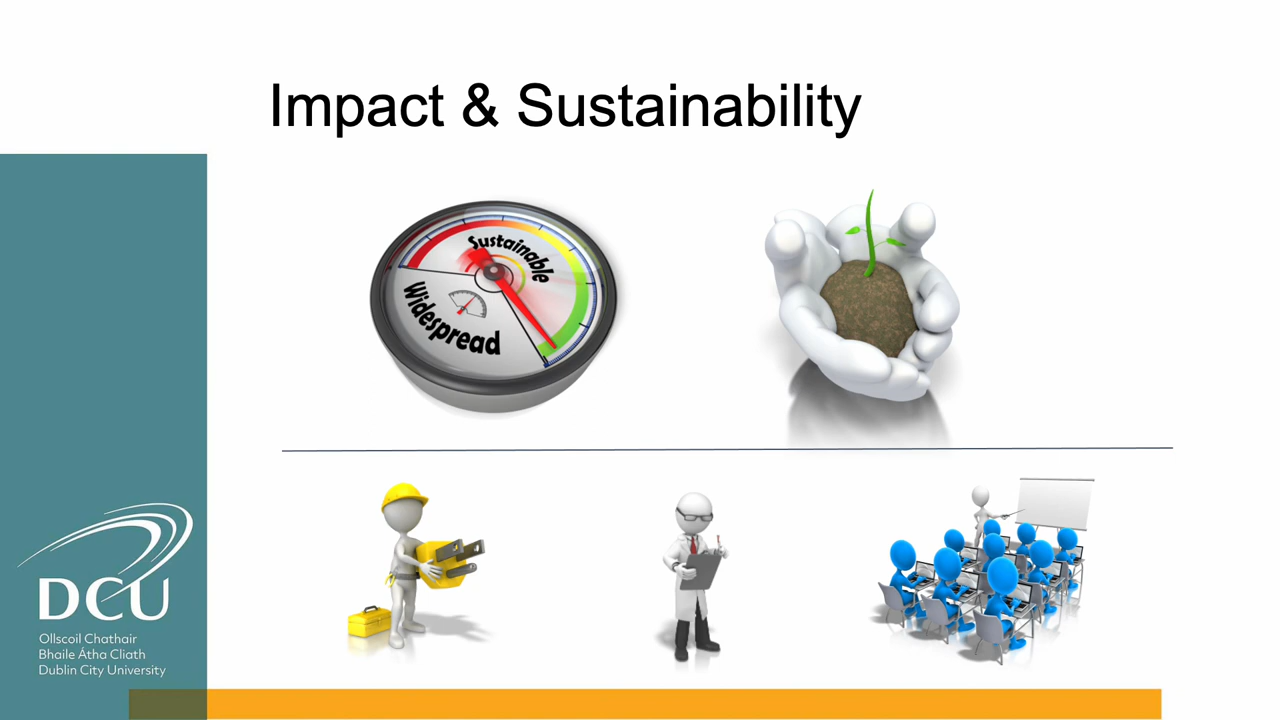 Impact & Sustainability
Sustainable
Widespread
DCU
Ollscoil Chathair
Bhaile Átha Cliath
Dublin City University